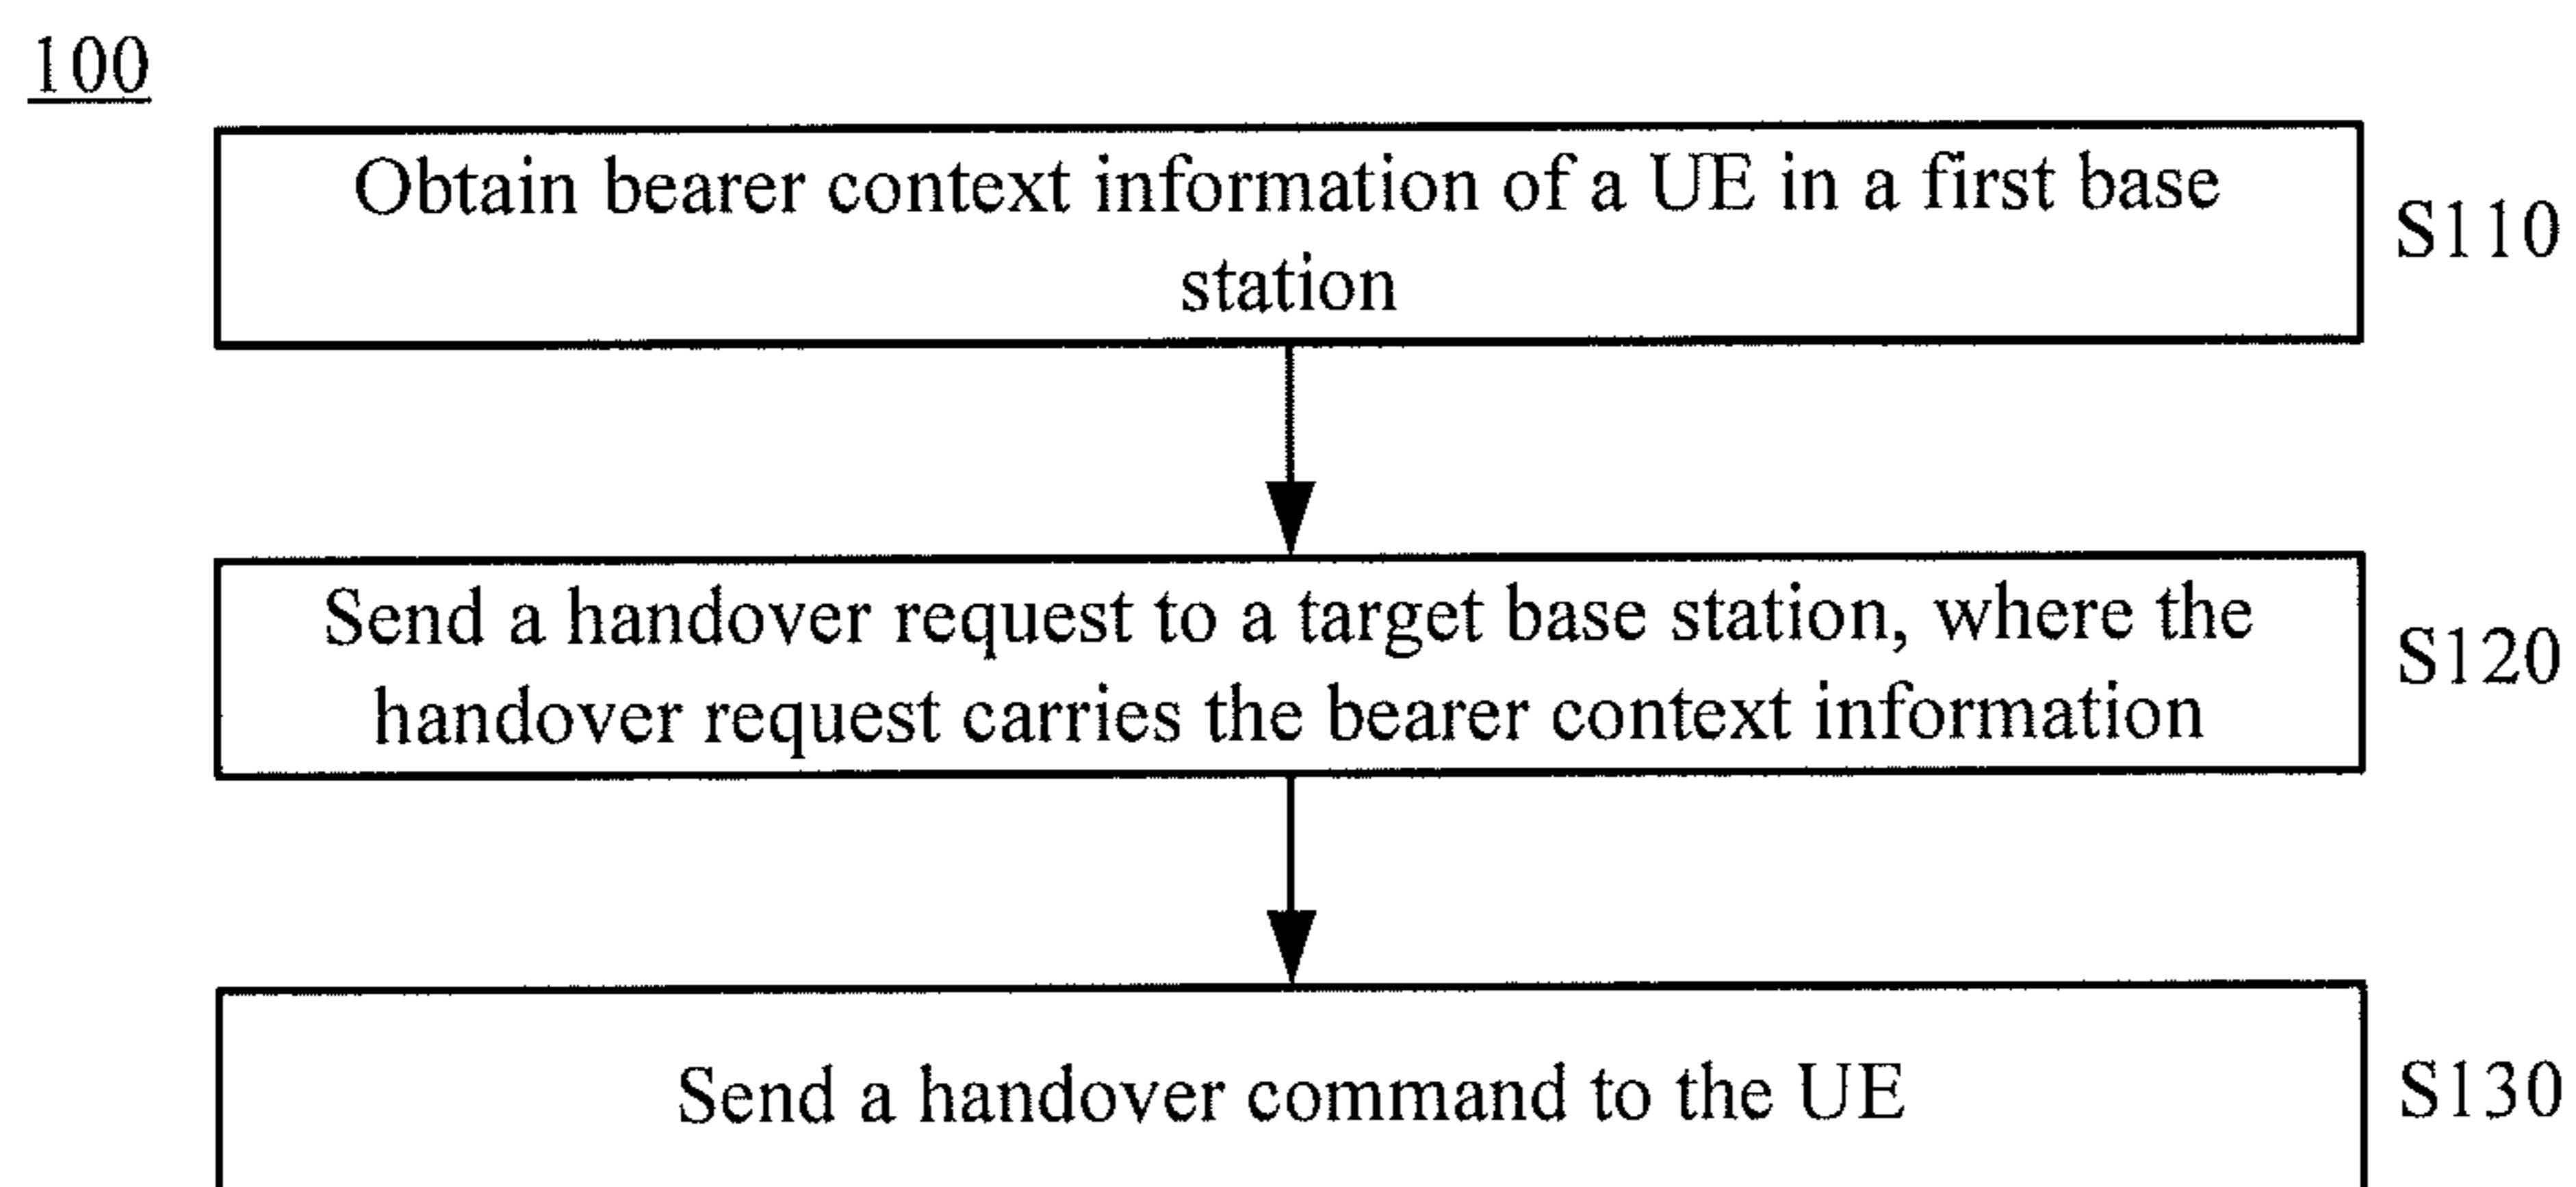 100
Obtain bearer context information of a UE in a first base
station
S110
Send a handover request to a target base station, where the
handover request carries the bearer context information
S120
Send a handover command to the UE
S130